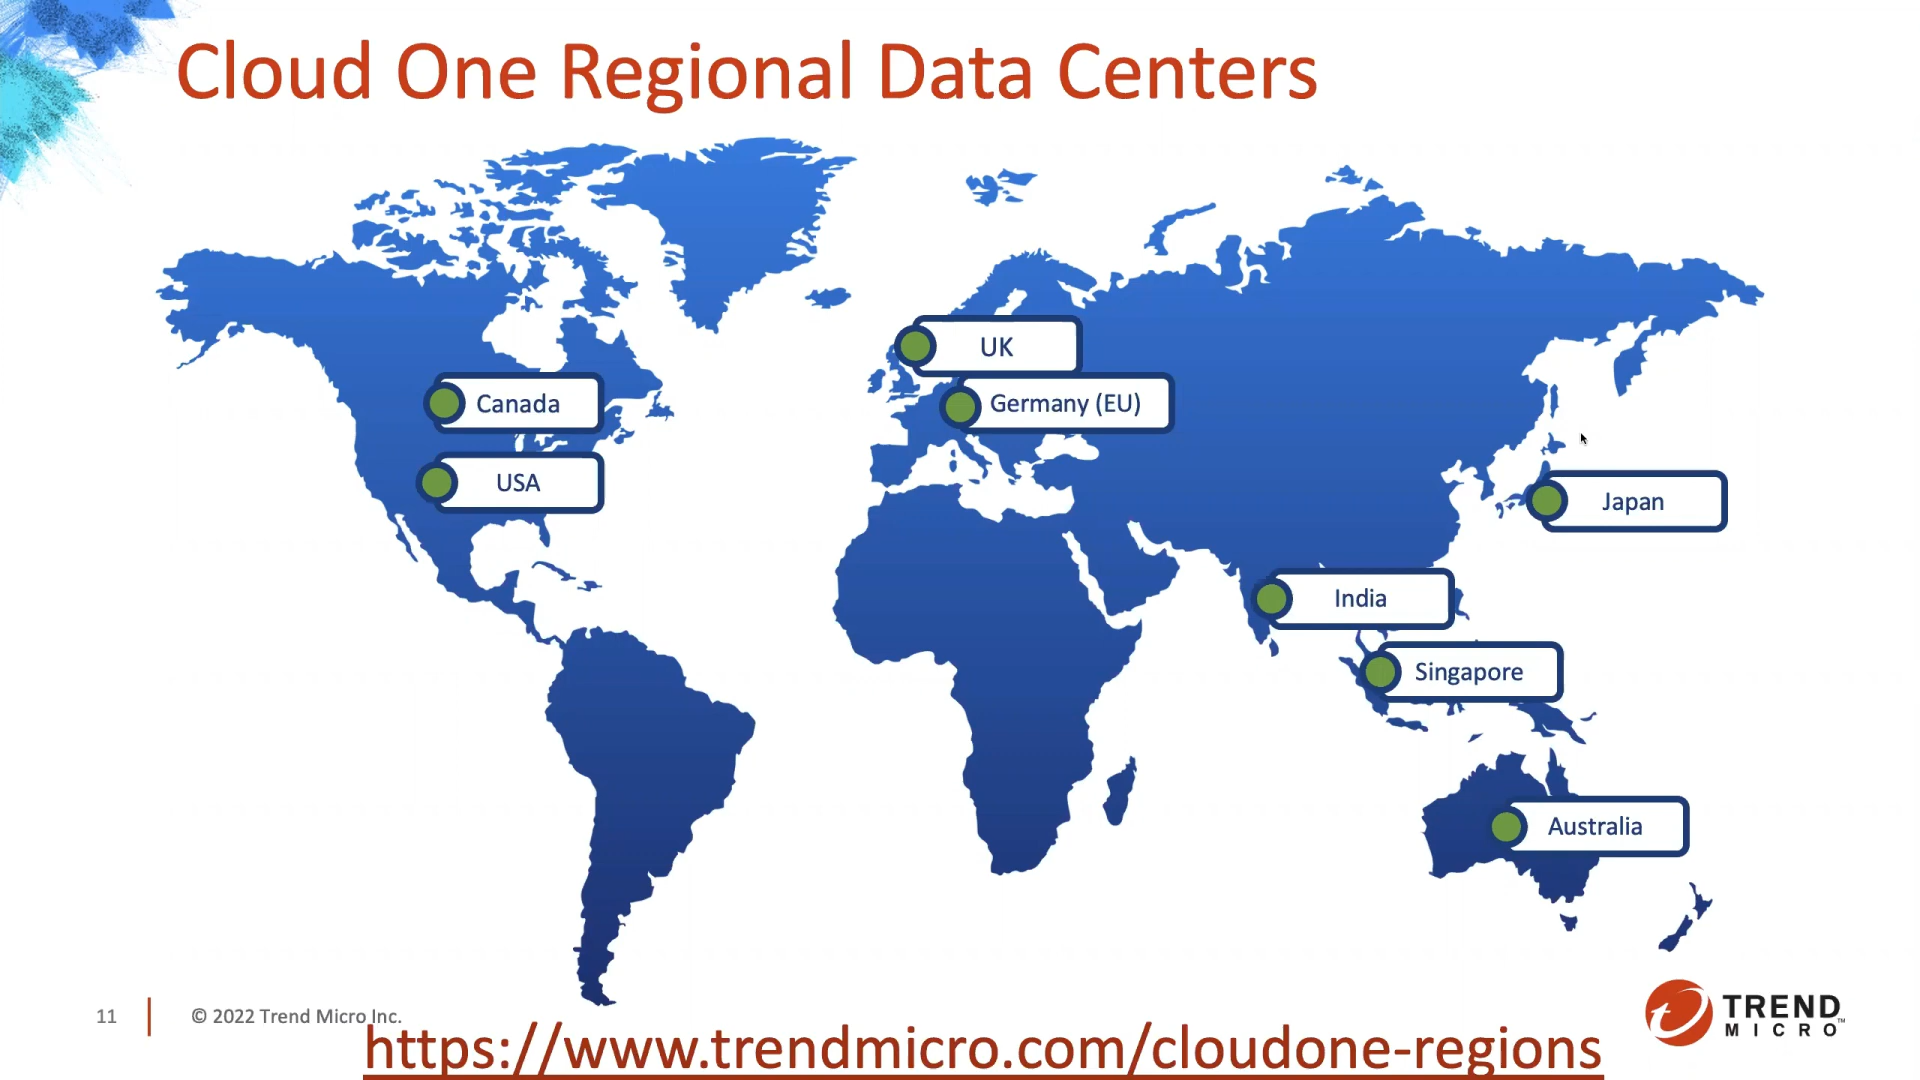 Cloud One Regional Data Centers
UK
Canada
Germany (EU)
USA
Japan
India
Singapore
Australia
11
© 2022 Trend Micro Inc.
https://www.trendmicro.com/cloudone-regions
TREND
MICRO™